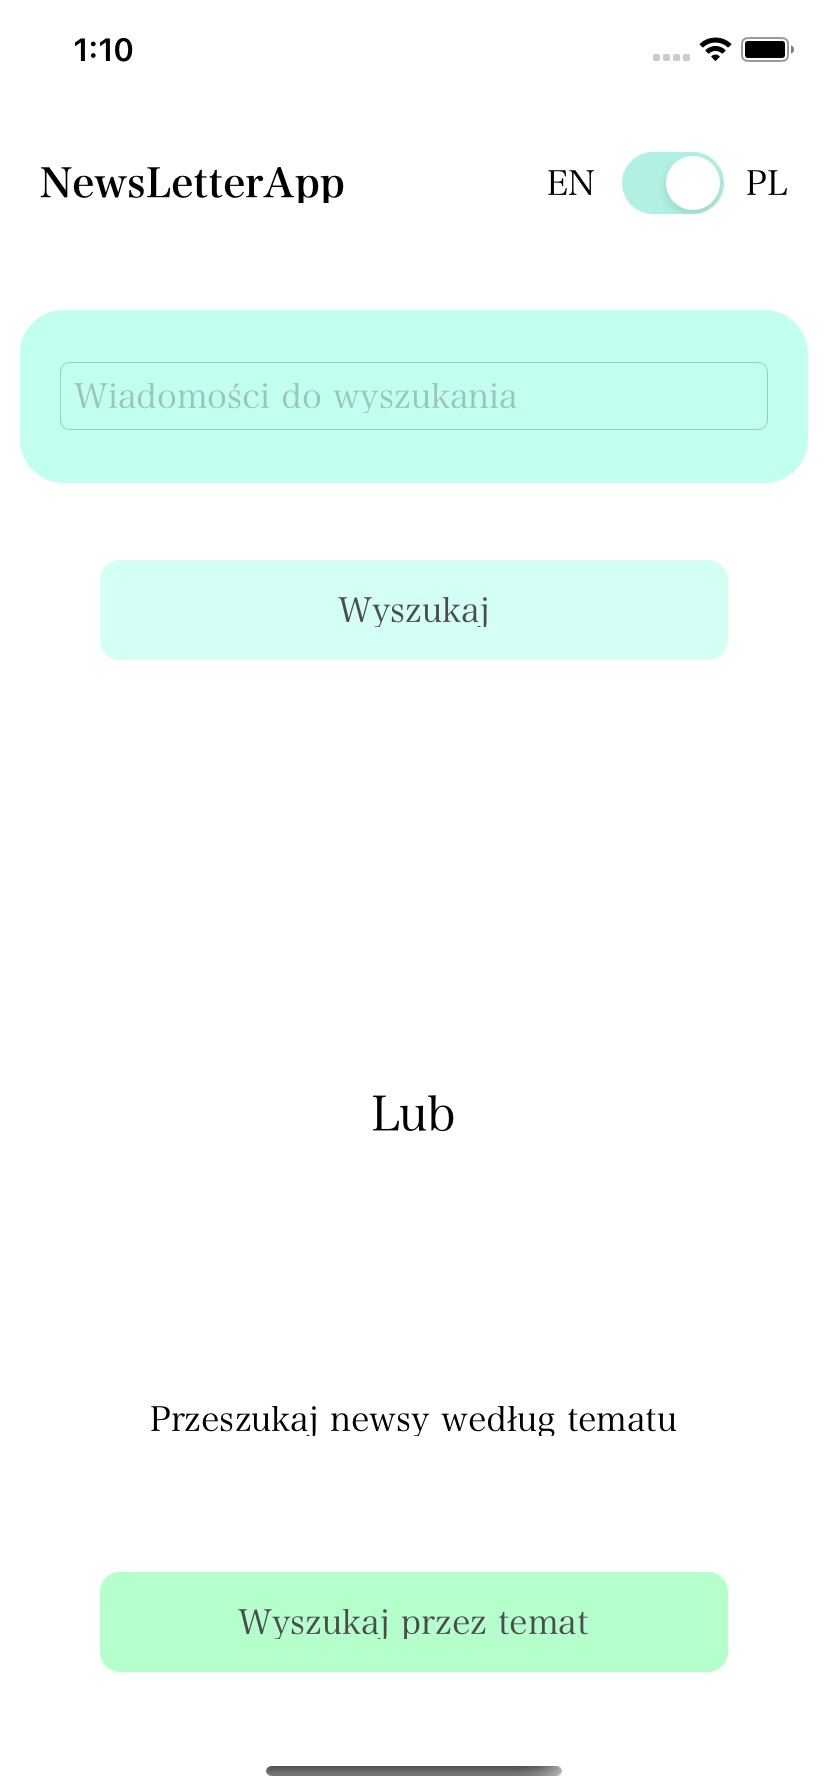 1:10
NewsLetterApp EN PL
Wiadomości do wyszukania
Wyszukaj
Lub
Przeszukaj newsy według tematu
Wyszukaj przez temat